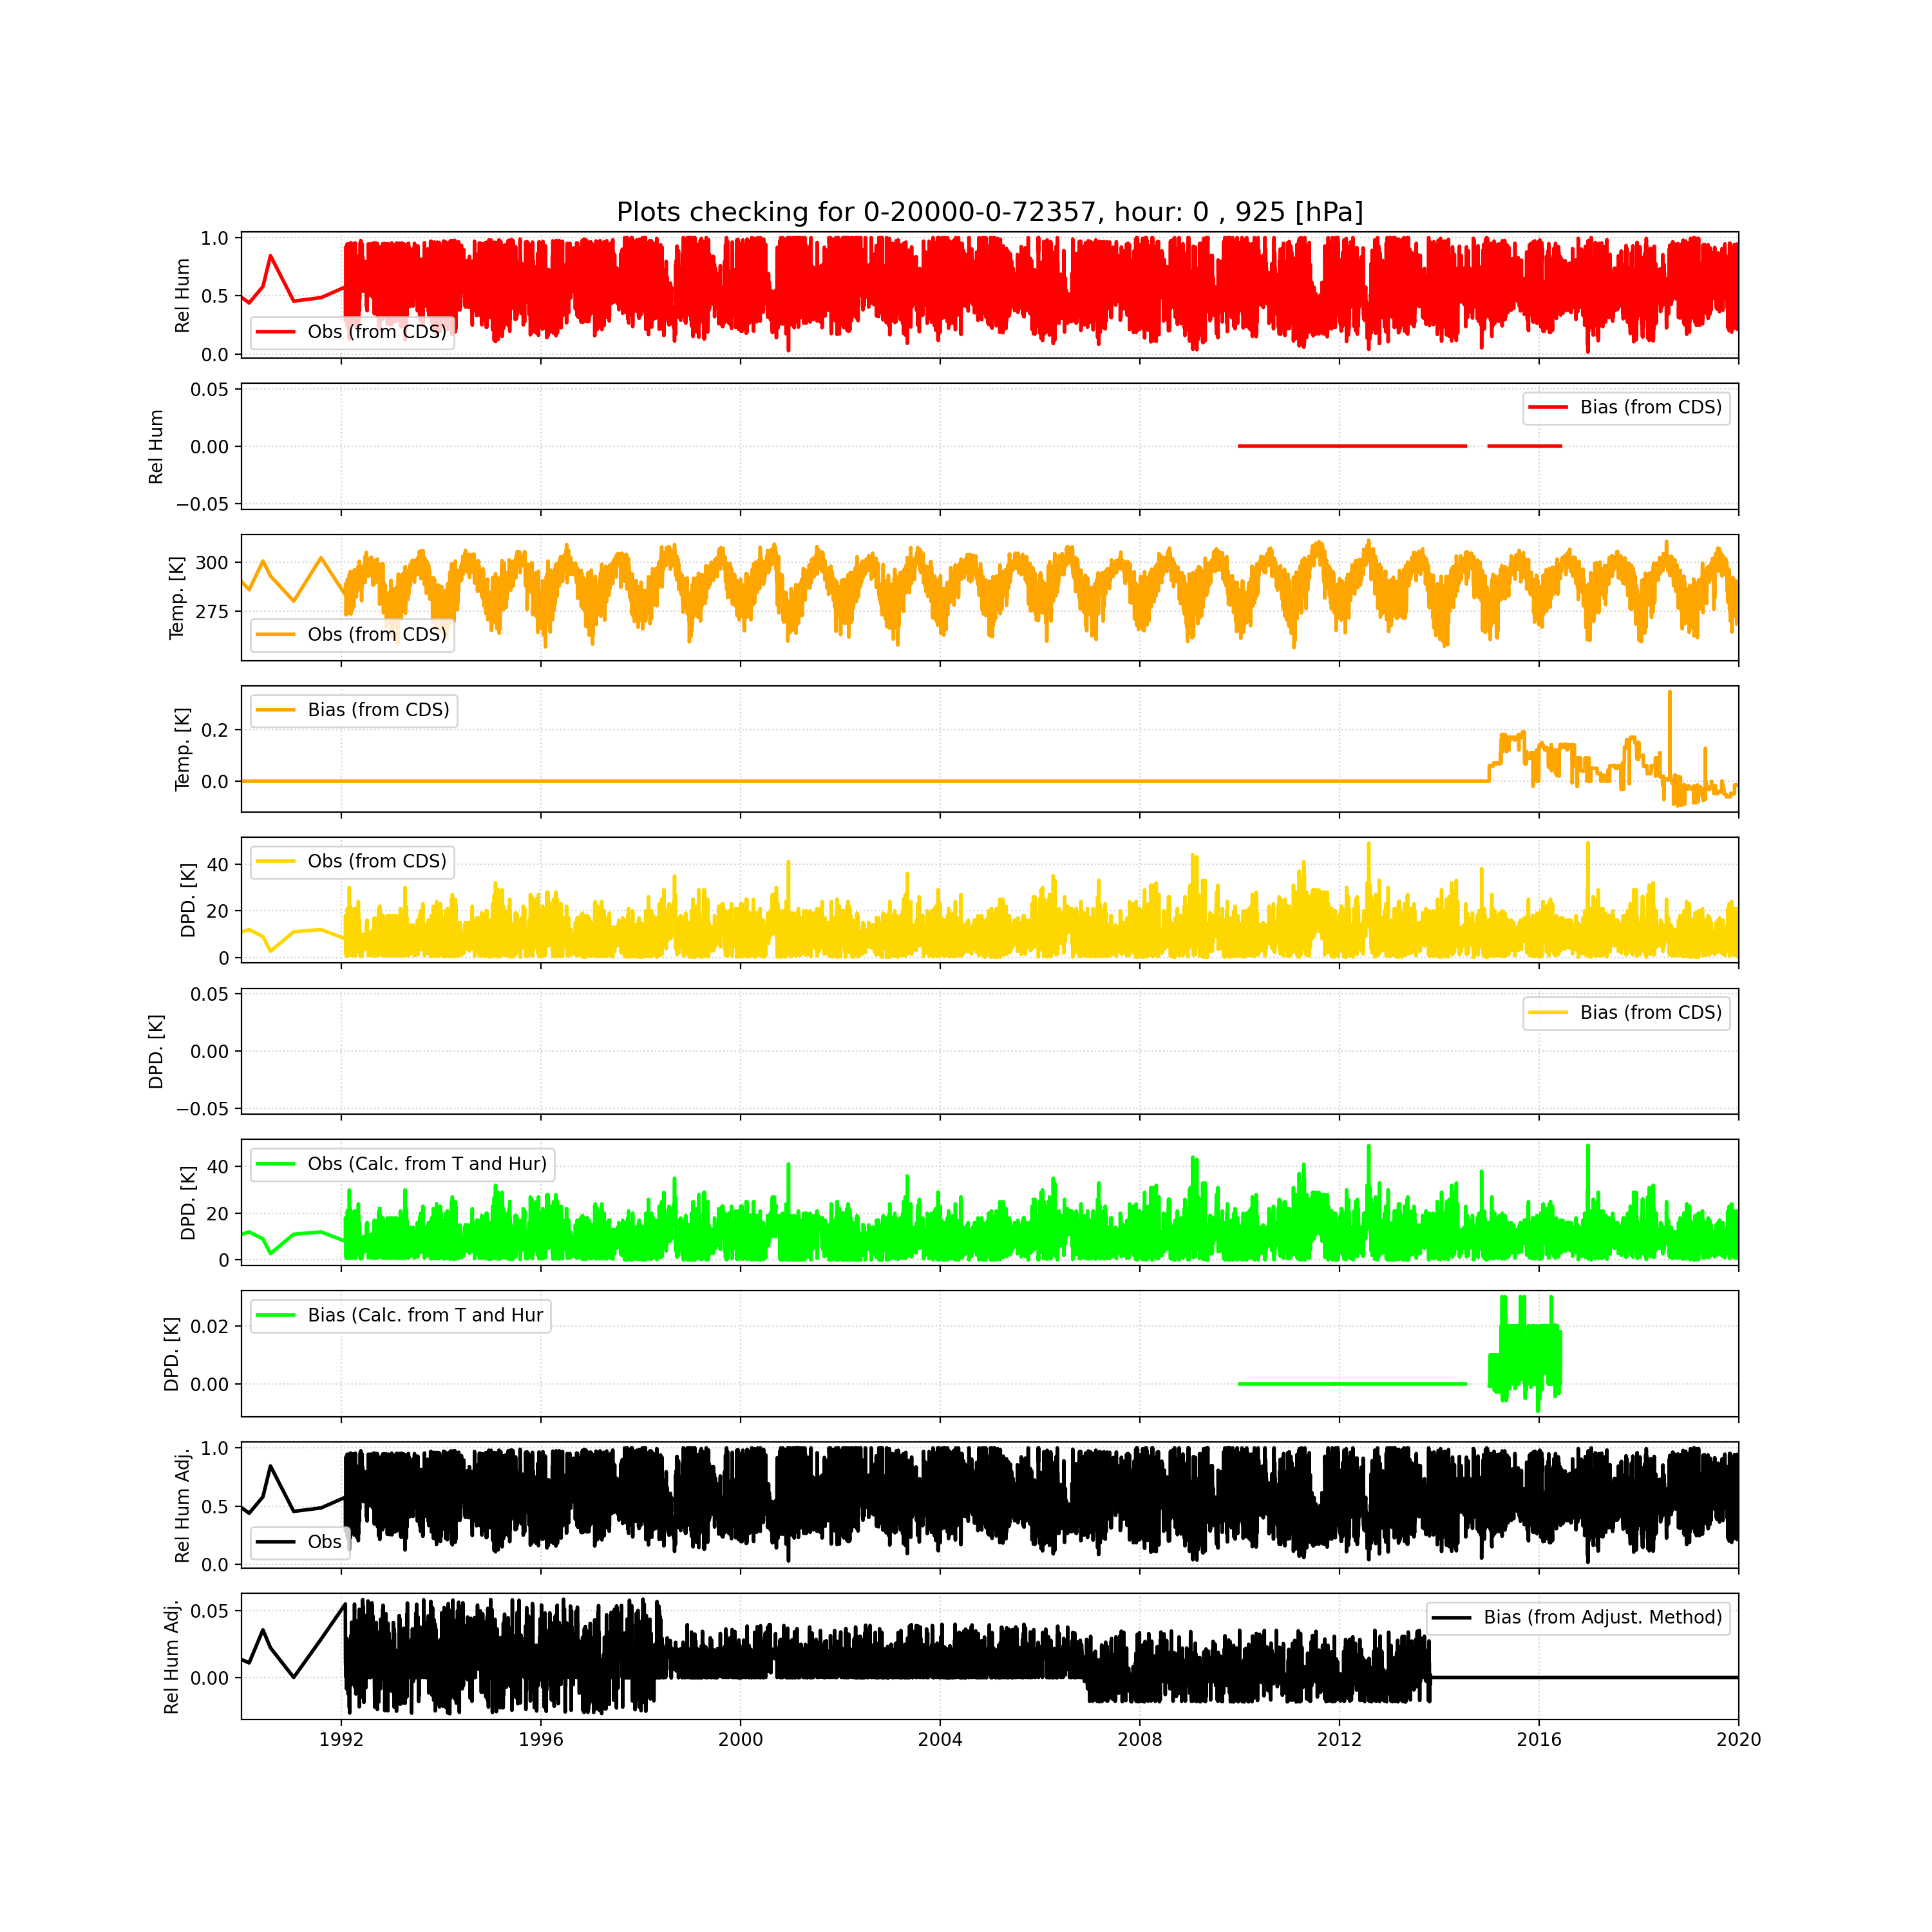 Plots checking for 0-20000-0-72357, hour: 0 , 925 [hPa]
1.0
0.5
0.0
Rel Hum
Obs (from CDS)
0.05
0.00
−0.05
Rel Hum
Bias (from CDS)
300
275
Temp. [K]
Obs (from CDS)
0.2
0.0
Temp. [K]
Bias (from CDS)
40
20
0
DPD. [K]
Obs (from CDS)
0.05
0.00
−0.05
DPD. [K]
Bias (from CDS)
40
20
0
DPD. [K]
Obs (Calc. from T and Hur)
0.02
0.00
DPD. [K]
Bias (Calc. from T and Hur
1.0
0.5
0.0
Rel Hum Adj.
Obs
0.05
0.00
Rel Hum Adj.
Bias (from Adjust. Method)
1992 1996 2000 2004 2008 2012 2016 2020